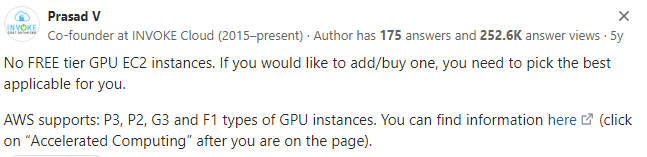 Prasad V
INVOKE
Co-founder at INVOKE Cloud (2015–present) · Author has 175 answers and 252.6K answer views · 5y
No FREE tier GPU EC2 instances. If you would like to add/buy one, you need to pick the best
applicable for you.
AWS supports: P3, P2, G3 and F1 types of GPU instances. You can find information here (click
on “Accelerated Computing” after you are on the page).